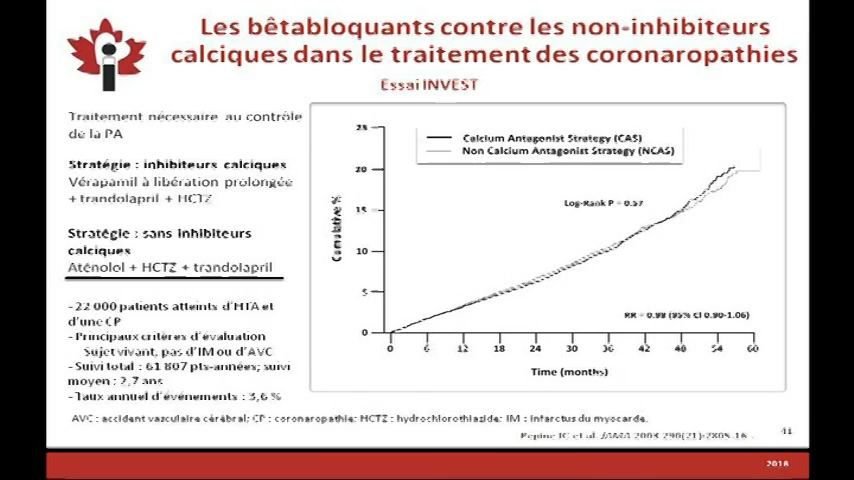 Les bêtabloquants contre les non-inhibiteurs
calciques dans le traitement des coronaropathies
Essai INVEST
Traitement nécessaire au contrôle
de la PA
Stratégie : inhibiteurs calciques
Vérapamil à libération prolongée
+ trandolapril + HCTZ
Stratégie : sans inhibiteurs
calciques
Aténolol + HCTZ + trandolapril
- 22 000 patients atteints d'HTA et
d'une CP
- Principaux critères d'évaluation
Sujet vivant, pas d'IM ou d'AVC
- Suivi total : 61 807 pts-années; suivi
moyen : 2,7 ans
- Taux annuel d'événements : 3,6 %
Calcium Antagonist Strategy (CAS)
Non Calcium Antagonist Strategy (NCAS)
Log-Rank P = 0.57
RR = 0.98 (95% CI 0.90-1.06)
Cumulative %
25
20
15
10
5
0
0 6 12 18 24 30 36 42 48 54 60
Time (months)
AVC : accident vasculaire cérébral; CP : coronaropathie; HCTZ : hydrochlorothiazide; IM : infarctus du myocarde.
Pepine JC et al. JAMA 2003 290(21):2805-16 .
41
2018